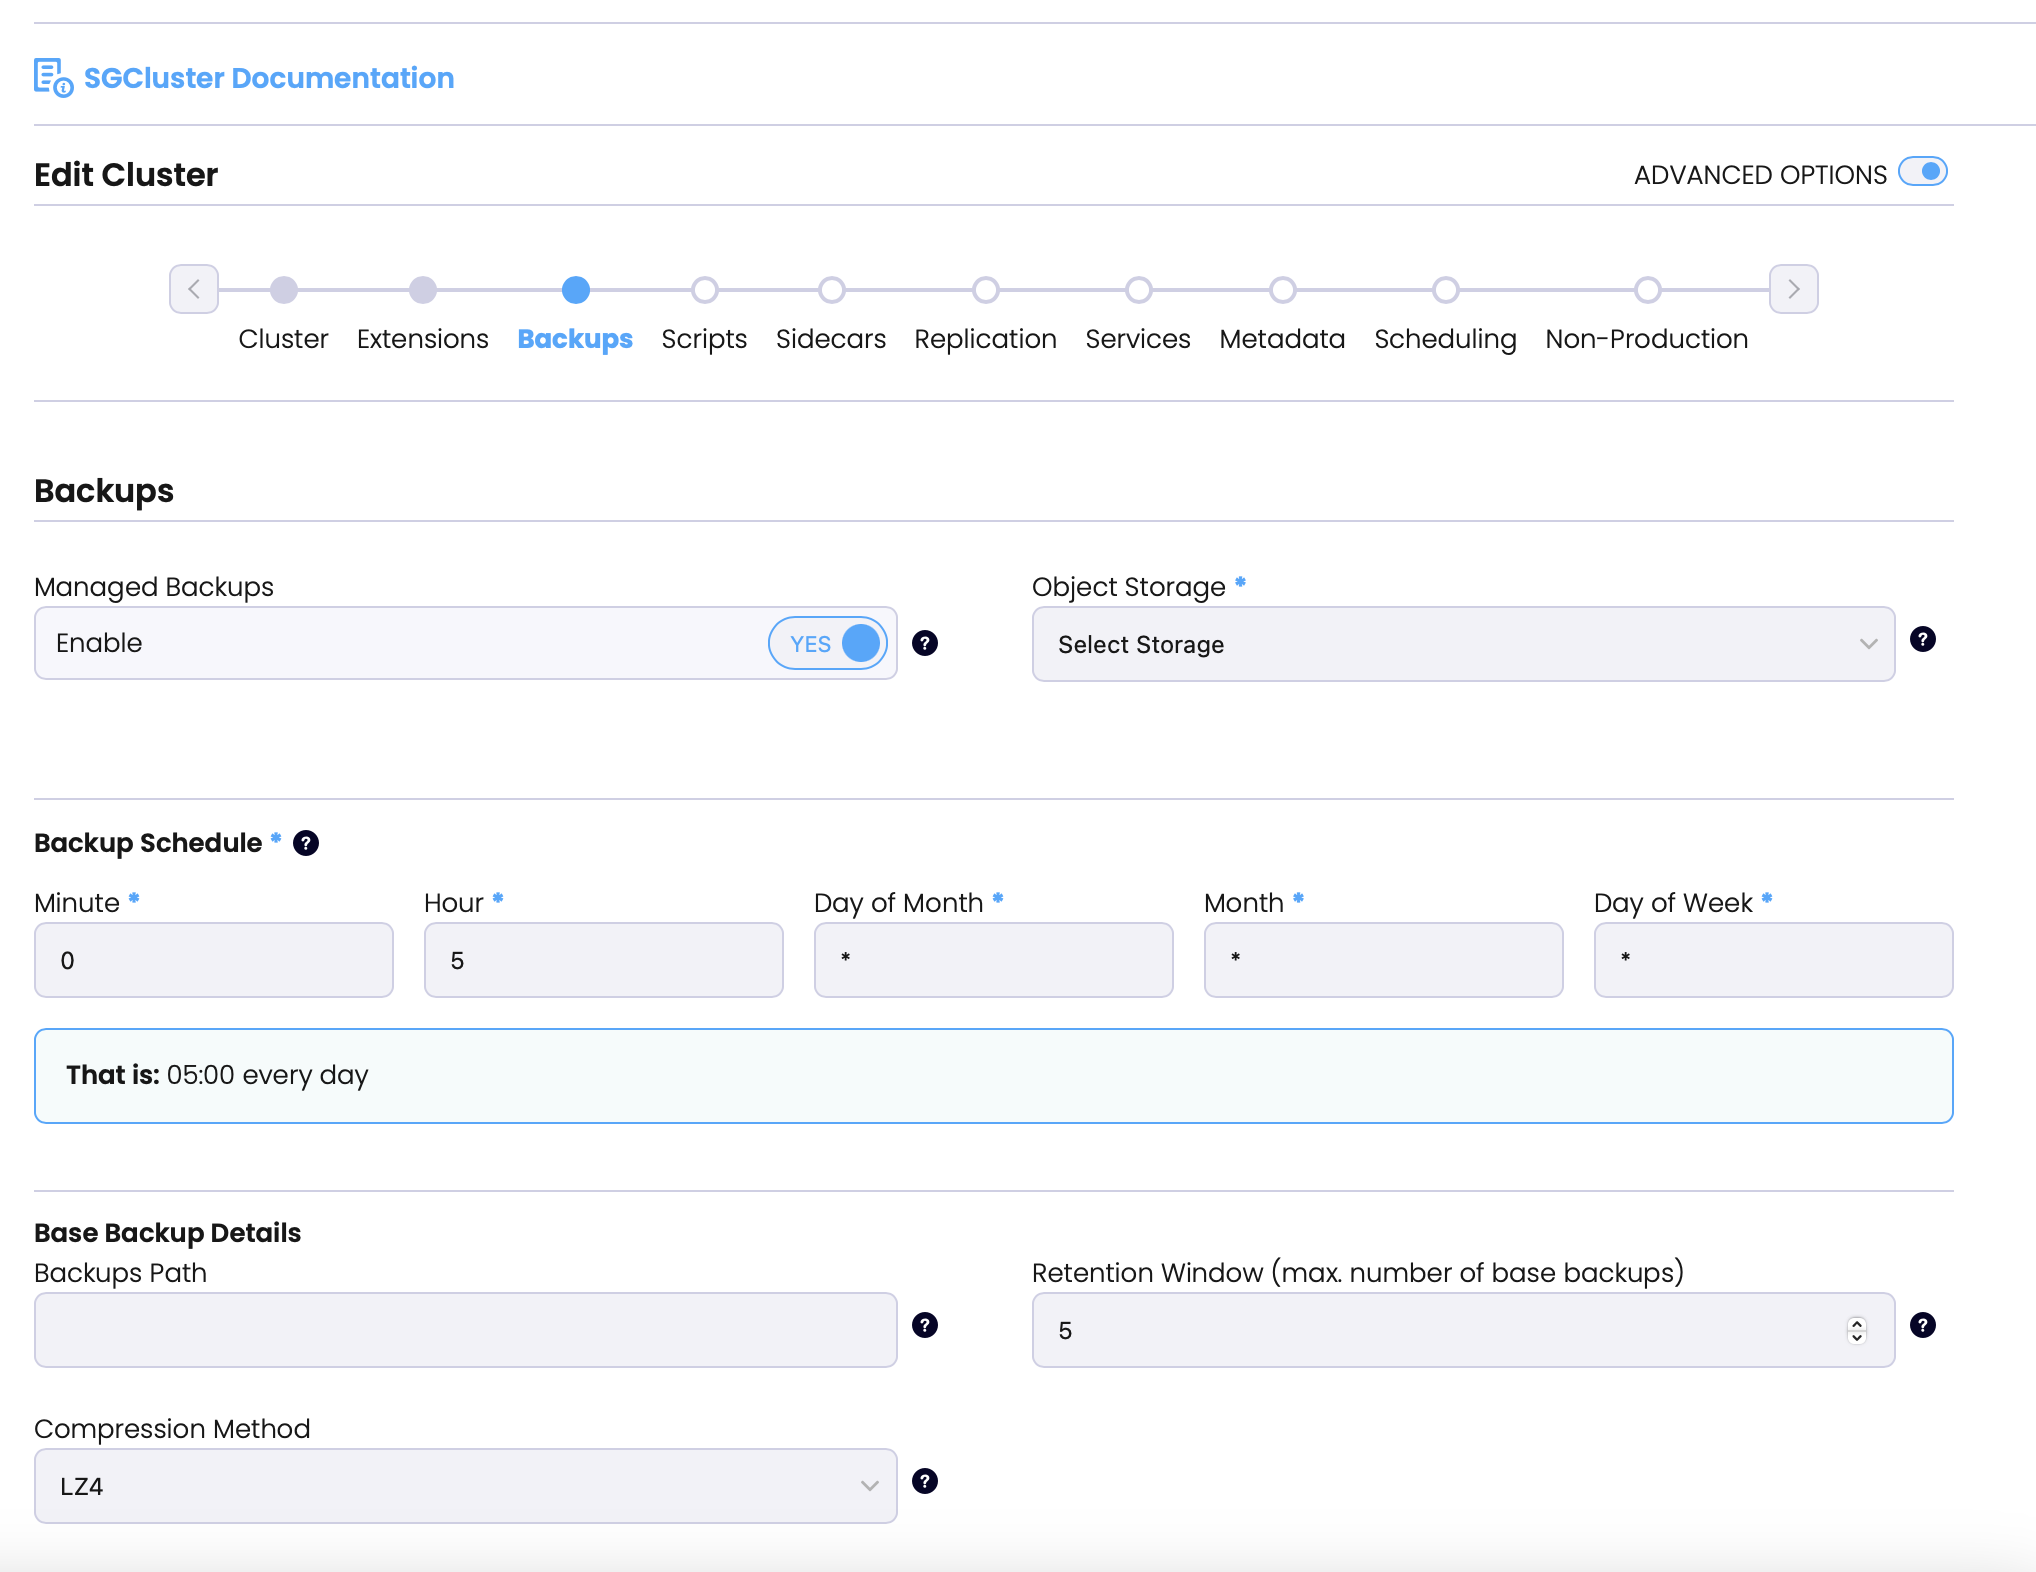 SGCluster Documentation
Edit Cluster
ADVANCED OPTIONS
Cluster Extensions Backups Scripts Sidecars Replication Services Metadata Scheduling Non-Production
Backups
Managed Backups
Object Storage *
Enable YES ?
Select Storage ?
Backup Schedule * ?
Minute * Hour * Day of Month * Month * Day of Week *
0 5 * * *
That is: 05:00 every day
Base Backup Details
Backups Path
Retention Window (max. number of base backups)
?
5 ?
Compression Method
LZ4 ?